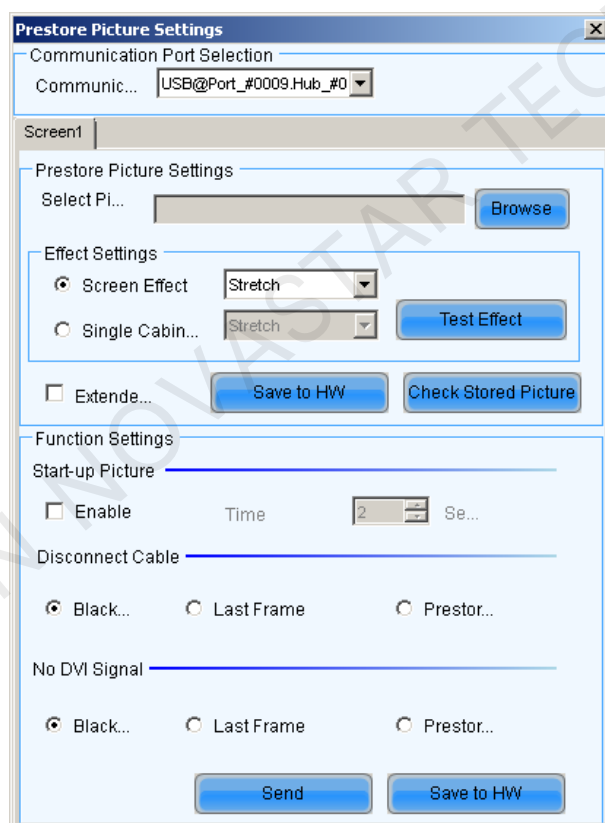 Prestore Picture Settings
Communication Port Selection
Communic... USB@Port_#0009.Hub_#0
Screen1
Prestore Picture Settings
Select Pi... Browse
Effect Settings
Screen Effect Stretch
Single Cabin... Stretch Test Effect
Extende... Save to HW Check Stored Picture
Function Settings
Start-up Picture
Enable Time 2 Se...
Disconnect Cable
Black... Last Frame Prestor...
No DVI Signal
Black... Last Frame Prestor...
Send Save to HW
N NOVASTAR TEC